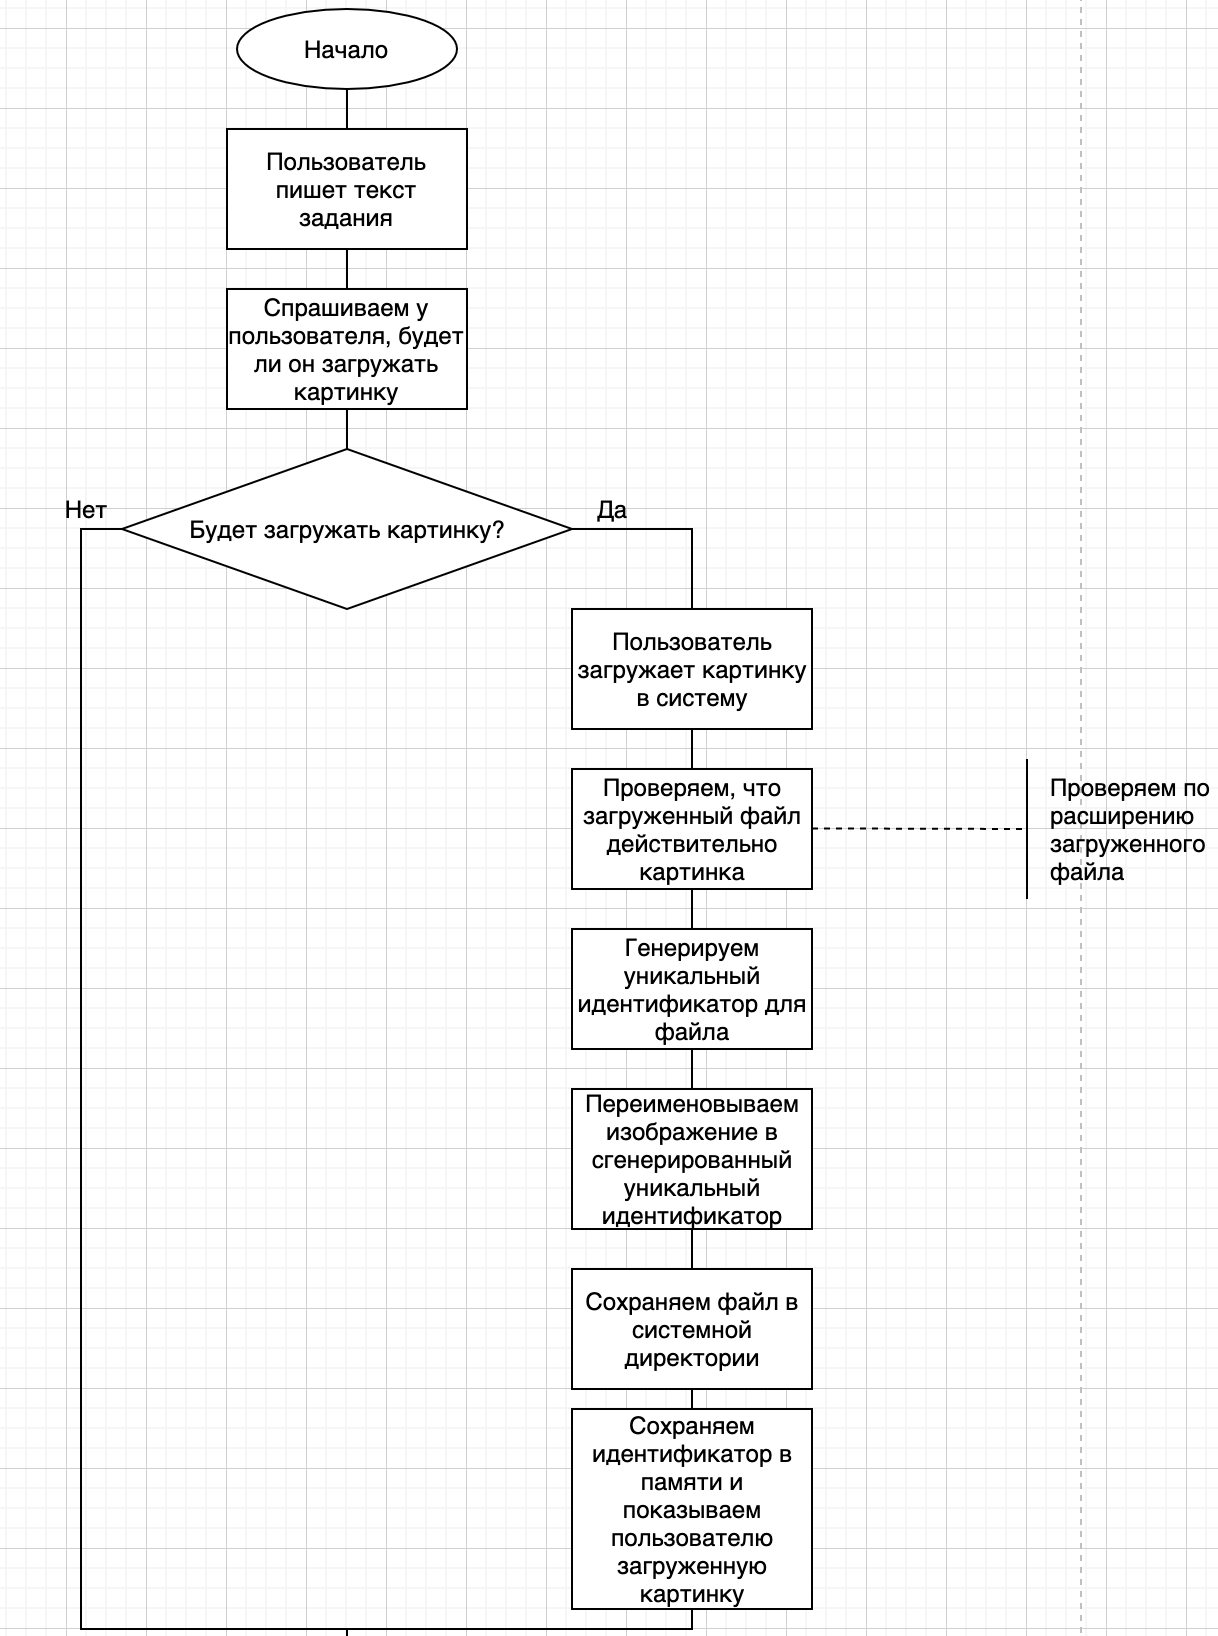 Начало
Пользователь
пишет текст
задания
Спрашиваем у
пользователя, будет
ли он загружать
картинку
Нет
Будет загружать картинку?
Да
Пользователь
загружает картинку
в систему
Проверяем, что
загруженный файл
действительно
картинка
Проверяем по
расширению
загруженного
файла
Генерируем
уникальный
идентификатор для
файла
Переименовываем
изображение в
сгенерированный
уникальный
идентификатор
Сохраняем файл в
системной
директории
Сохраняем
идентификатор в
памяти и
показываем
пользователю
загруженную
картинку